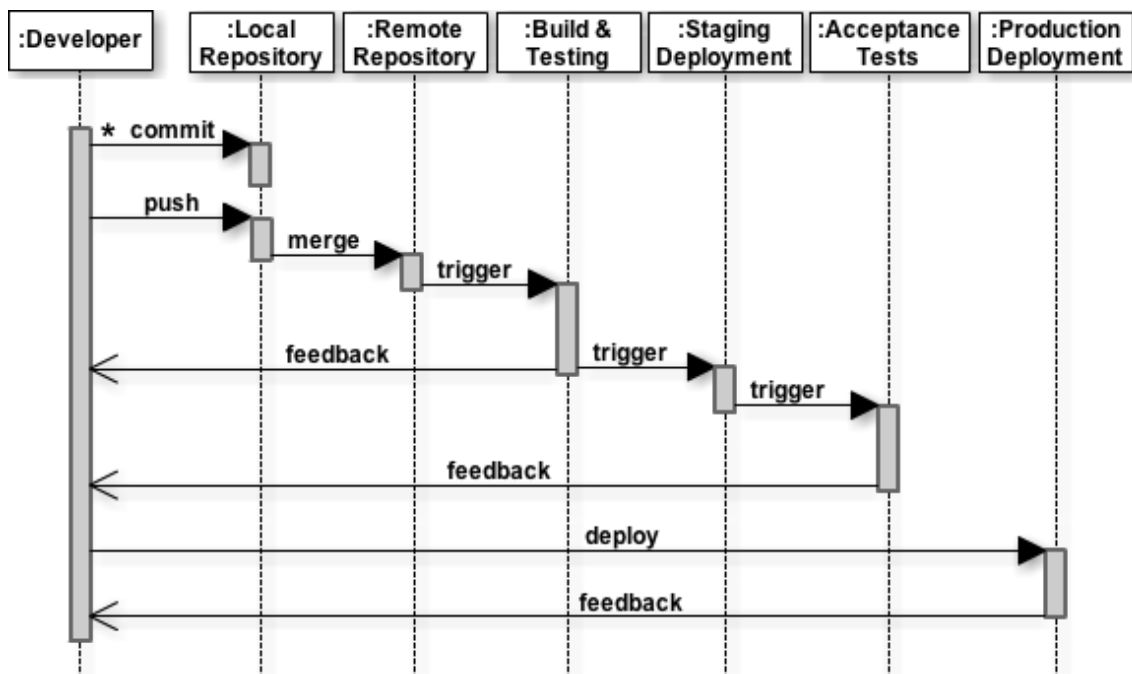 :Developer
:Local
Repository
:Remote
Repository
:Build &
Testing
:Staging
Deployment
:Acceptance
Tests
:Production
Deployment
* commit
push
merge
trigger
feedback
trigger
trigger
feedback
deploy
feedback